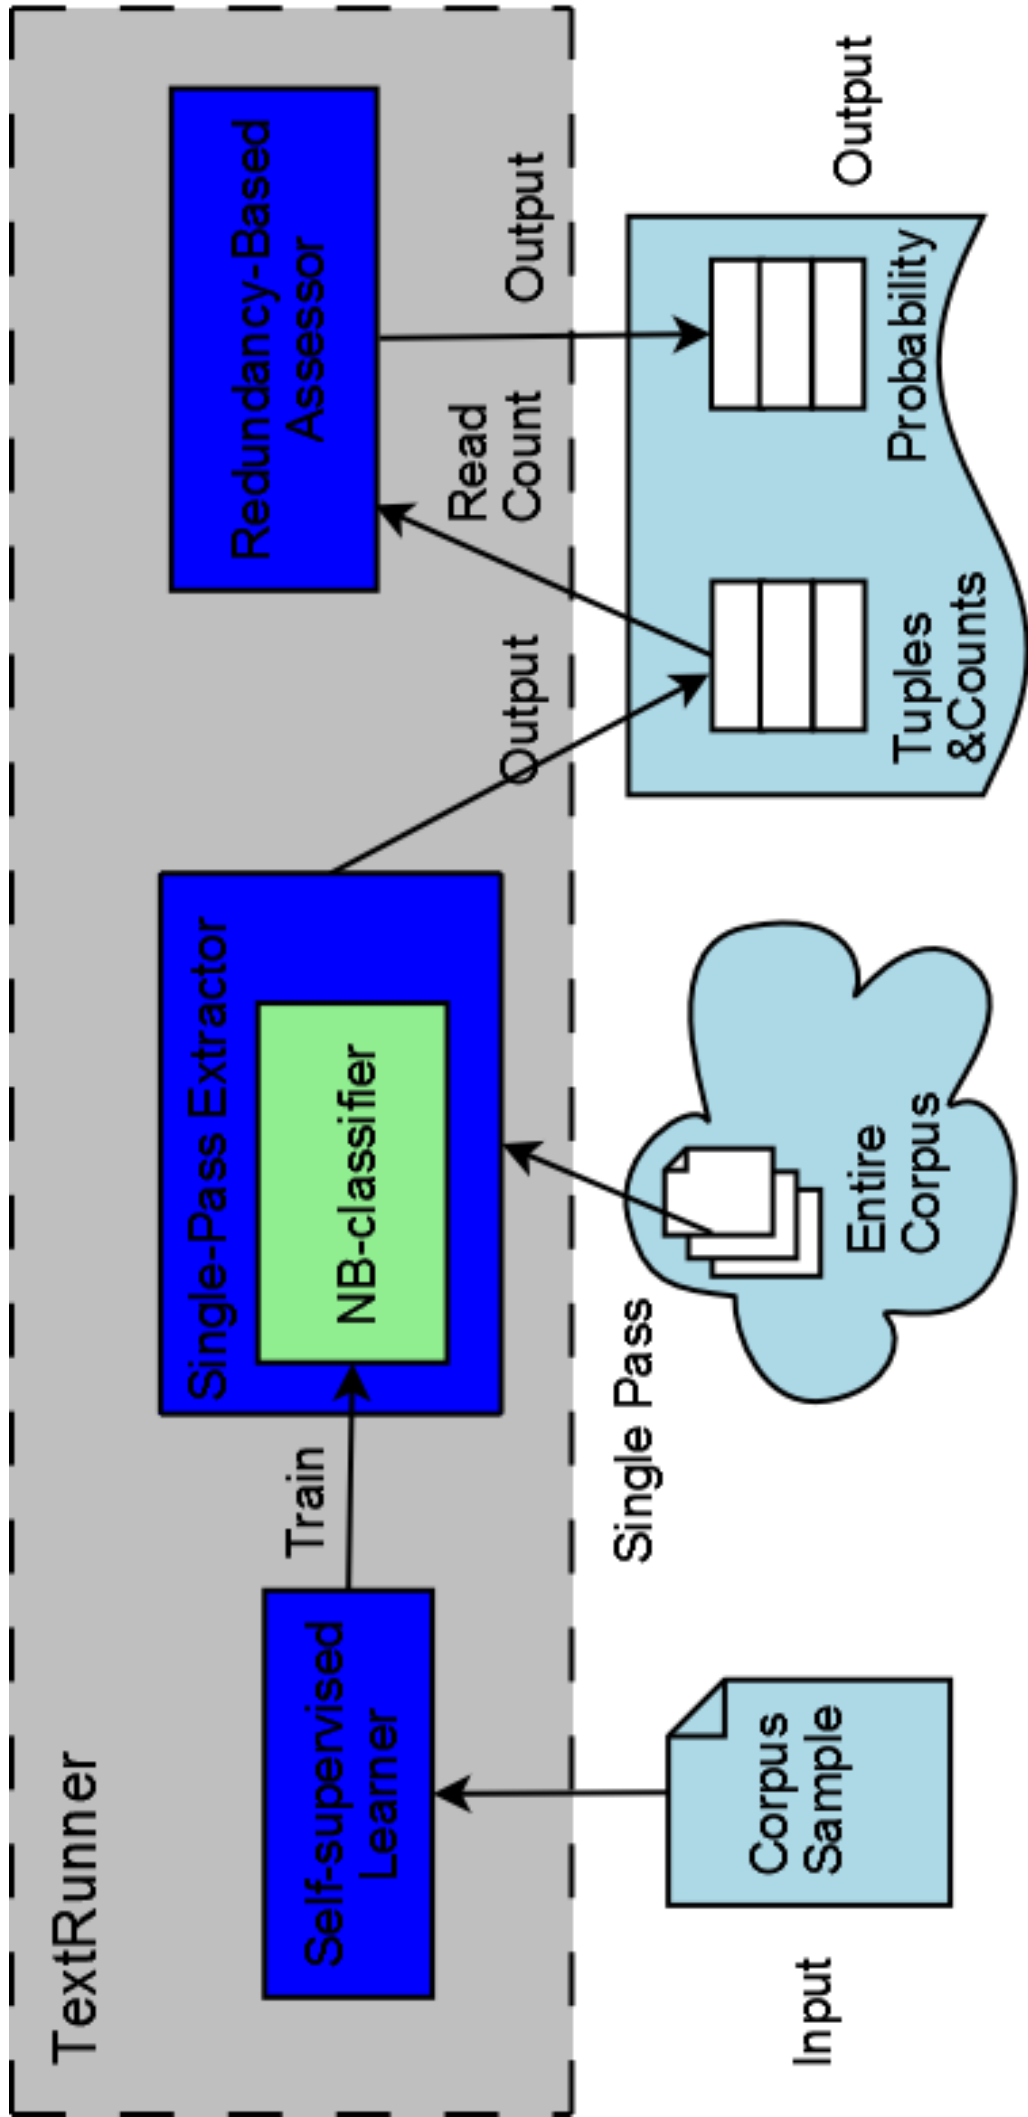 TextRunner
Self-supervised
Learner
Train
Single-Pass Extractor
NB-classifier
Output
Redundancy-Based
Assessor
Read
Count
Output
Input
Corpus
Sample
Single Pass
Entire
Corpus
Tuples
&Counts
Probability
Output